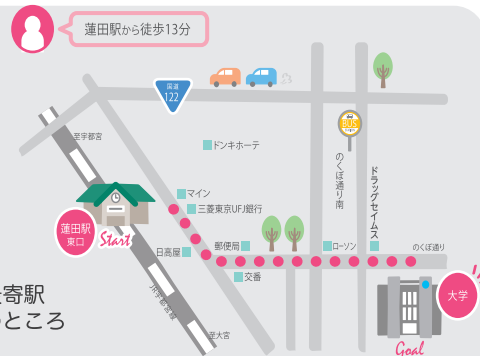 蓮田駅から徒歩13分
国道
122
至宇都宮
ドンキホーテ
BUS
のくぼ通り南
ドラッグセイムス
マイン
三菱東京UFJ銀行
蓮田駅
東口
Start
日高屋
郵便局
ローソン
のくぼ通り
交番
JR宇都宮線
大学
寄駅
ところ
至大宮
Goal